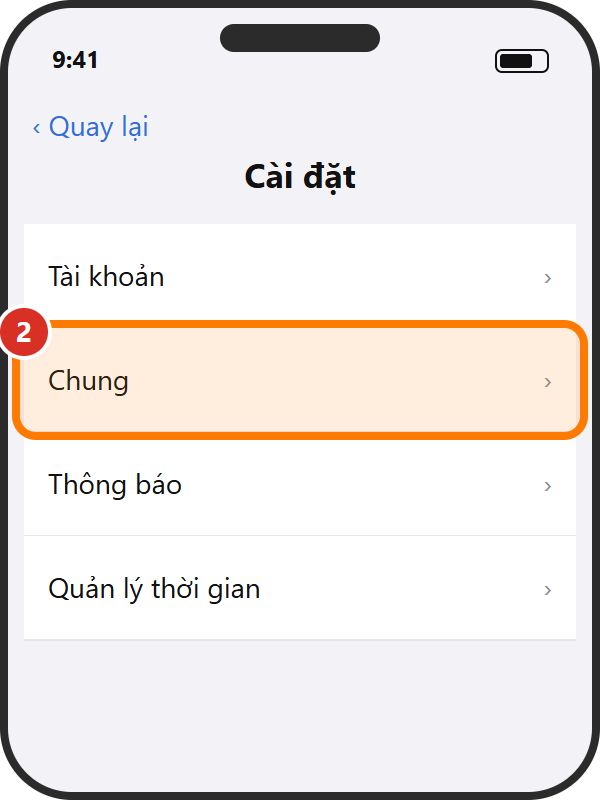 9:41
‹ Quay lại
Cài đặt
Tài khoản ›
2
Chung ›
Thông báo ›
Quản lý thời gian ›